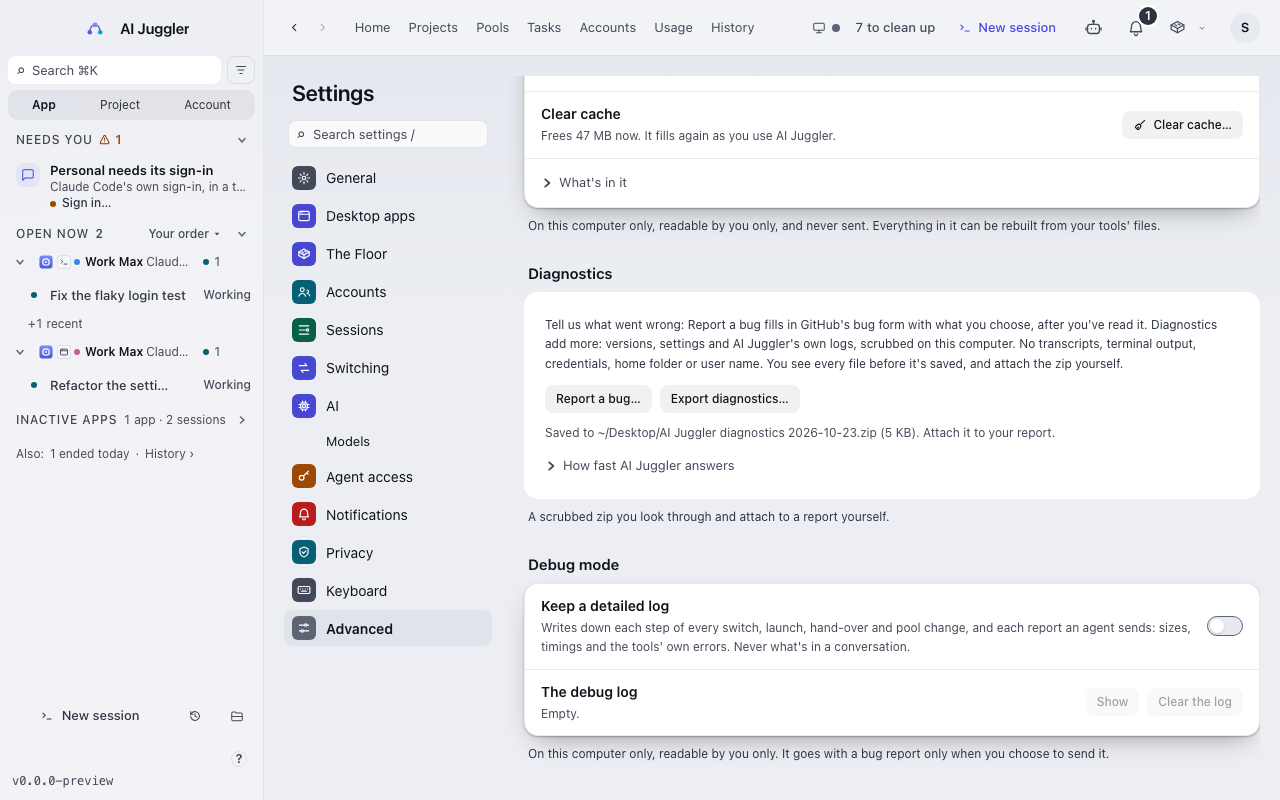 AI Juggler
Search ⌘K
App
Project
Account
NEEDS YOU 1
Personal needs its sign-in
Claude Code's own sign-in, in a t…
Sign in…
OPEN NOW 2
Your order
Work Max Claud… 1
Fix the flaky login test Working
+1 recent
Work Max Claud… 1
Refactor the setti… Working
INACTIVE APPS 1 app · 2 sessions
Also: 1 ended today · History ›
New session
?
v0.0.0-preview
Home
Projects
Pools
Tasks
Accounts
Usage
History
7 to clean up
New session
1
S
Settings
Search settings /
General
Desktop apps
The Floor
Accounts
Sessions
Switching
AI
Models
Agent access
Notifications
Privacy
Keyboard
Advanced
Clear cache
Frees 47 MB now. It fills again as you use AI Juggler.
Clear cache…
What's in it
On this computer only, readable by you only, and never sent. Everything in it can be rebuilt from your tools' files.
Diagnostics
Tell us what went wrong: Report a bug fills in GitHub's bug form with what you choose, after you've read it. Diagnostics
add more: versions, settings and AI Juggler's own logs, scrubbed on this computer. No transcripts, terminal output,
credentials, home folder or user name. You see every file before it's saved, and attach the zip yourself.
Report a bug…
Export diagnostics…
Saved to ~/Desktop/AI Juggler diagnostics 2026-10-23.zip (5 KB). Attach it to your report.
How fast AI Juggler answers
A scrubbed zip you look through and attach to a report yourself.
Debug mode
Keep a detailed log
Writes down each step of every switch, launch, hand-over and pool change, and each report an agent sends: sizes,
timings and the tools' own errors. Never what's in a conversation.
The debug log
Empty.
Show
Clear the log
On this computer only, readable by you only. It goes with a bug report only when you choose to send it.